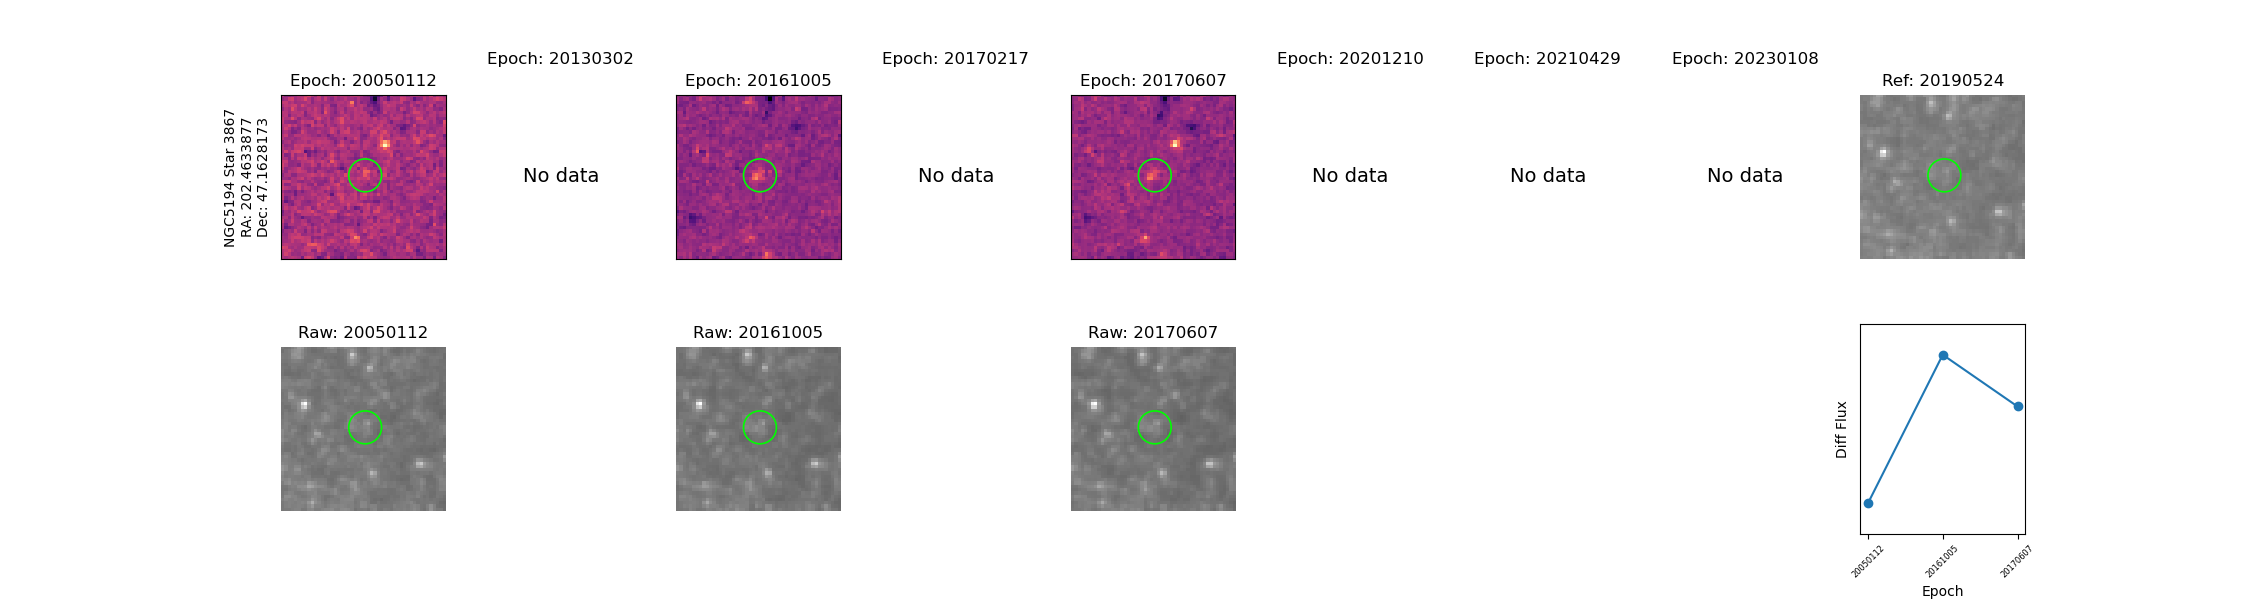 Epoch: 20130302
Epoch: 20170217
Epoch: 20201210
Epoch: 20210429
Epoch: 20230108
Epoch: 20050112
Epoch: 20161005
Epoch: 20170607
Ref: 20190524
NGC5194 Star 3867
RA: 202.4633877
Dec: 47.1628173
No data
No data
No data
No data
No data
Raw: 20050112
Raw: 20161005
Raw: 20170607
Diff Flux
20050112
20161005
20170607
Epoch